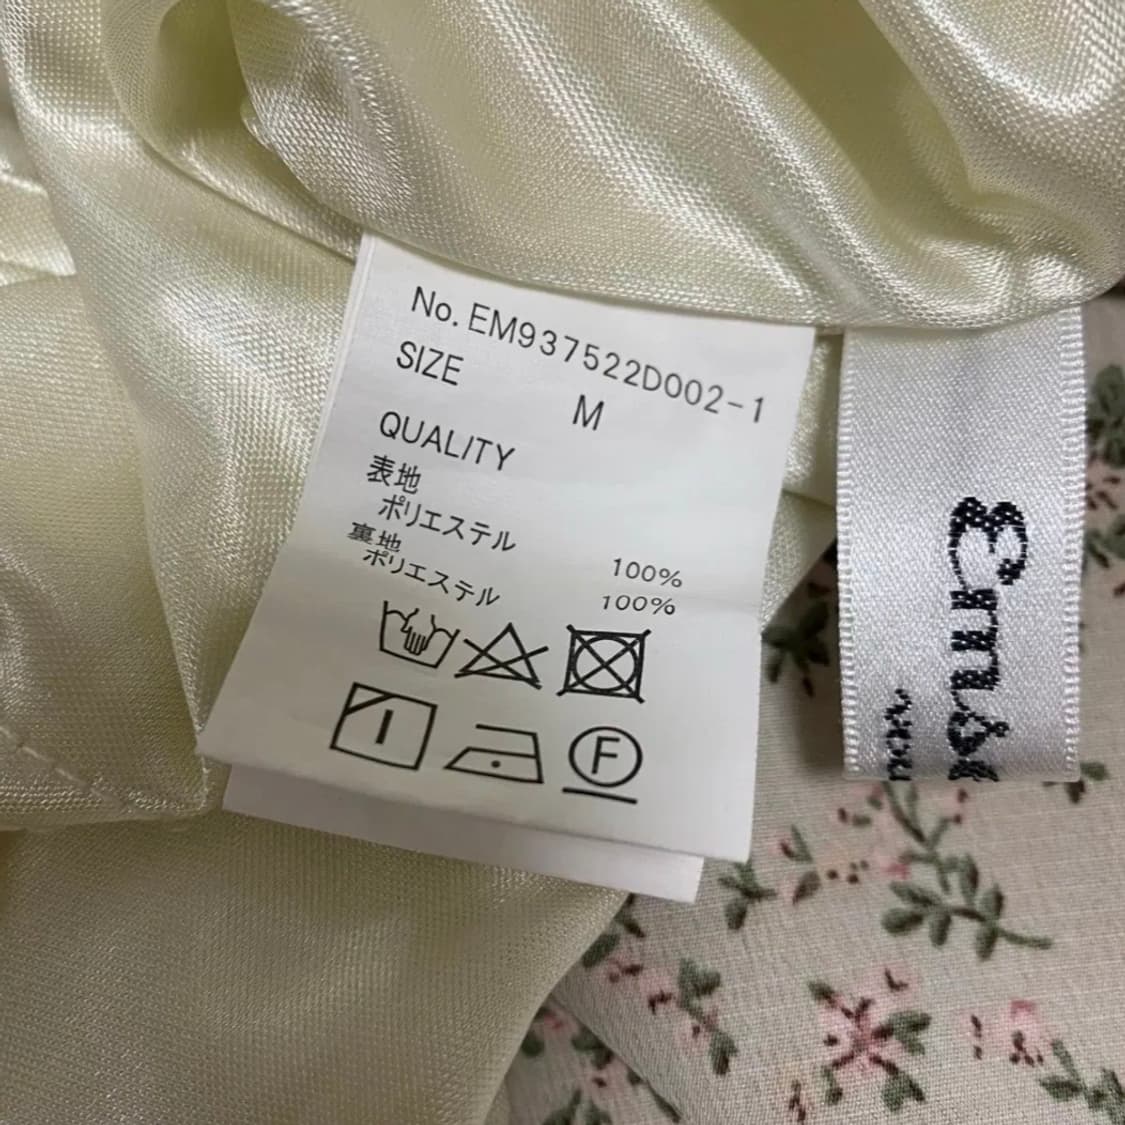 No. EM937522D002-1
SIZE M
QUALITY
表地
ポリエステル 100%
裏地
ポリエステル 100%
F